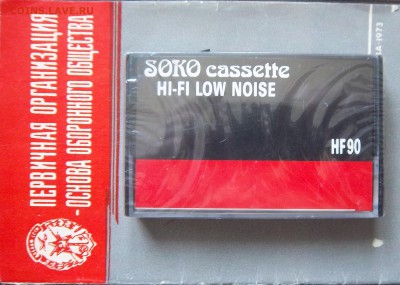 COINS.LAVE.RU
ПЕРВИЧНАЯ ОРГАНИЗАЦИЯ
-ОСНОВА ОБОРОННОГО ОБЩЕСТВА
SOKO cassette
HI-FI LOW NOISE
HF90